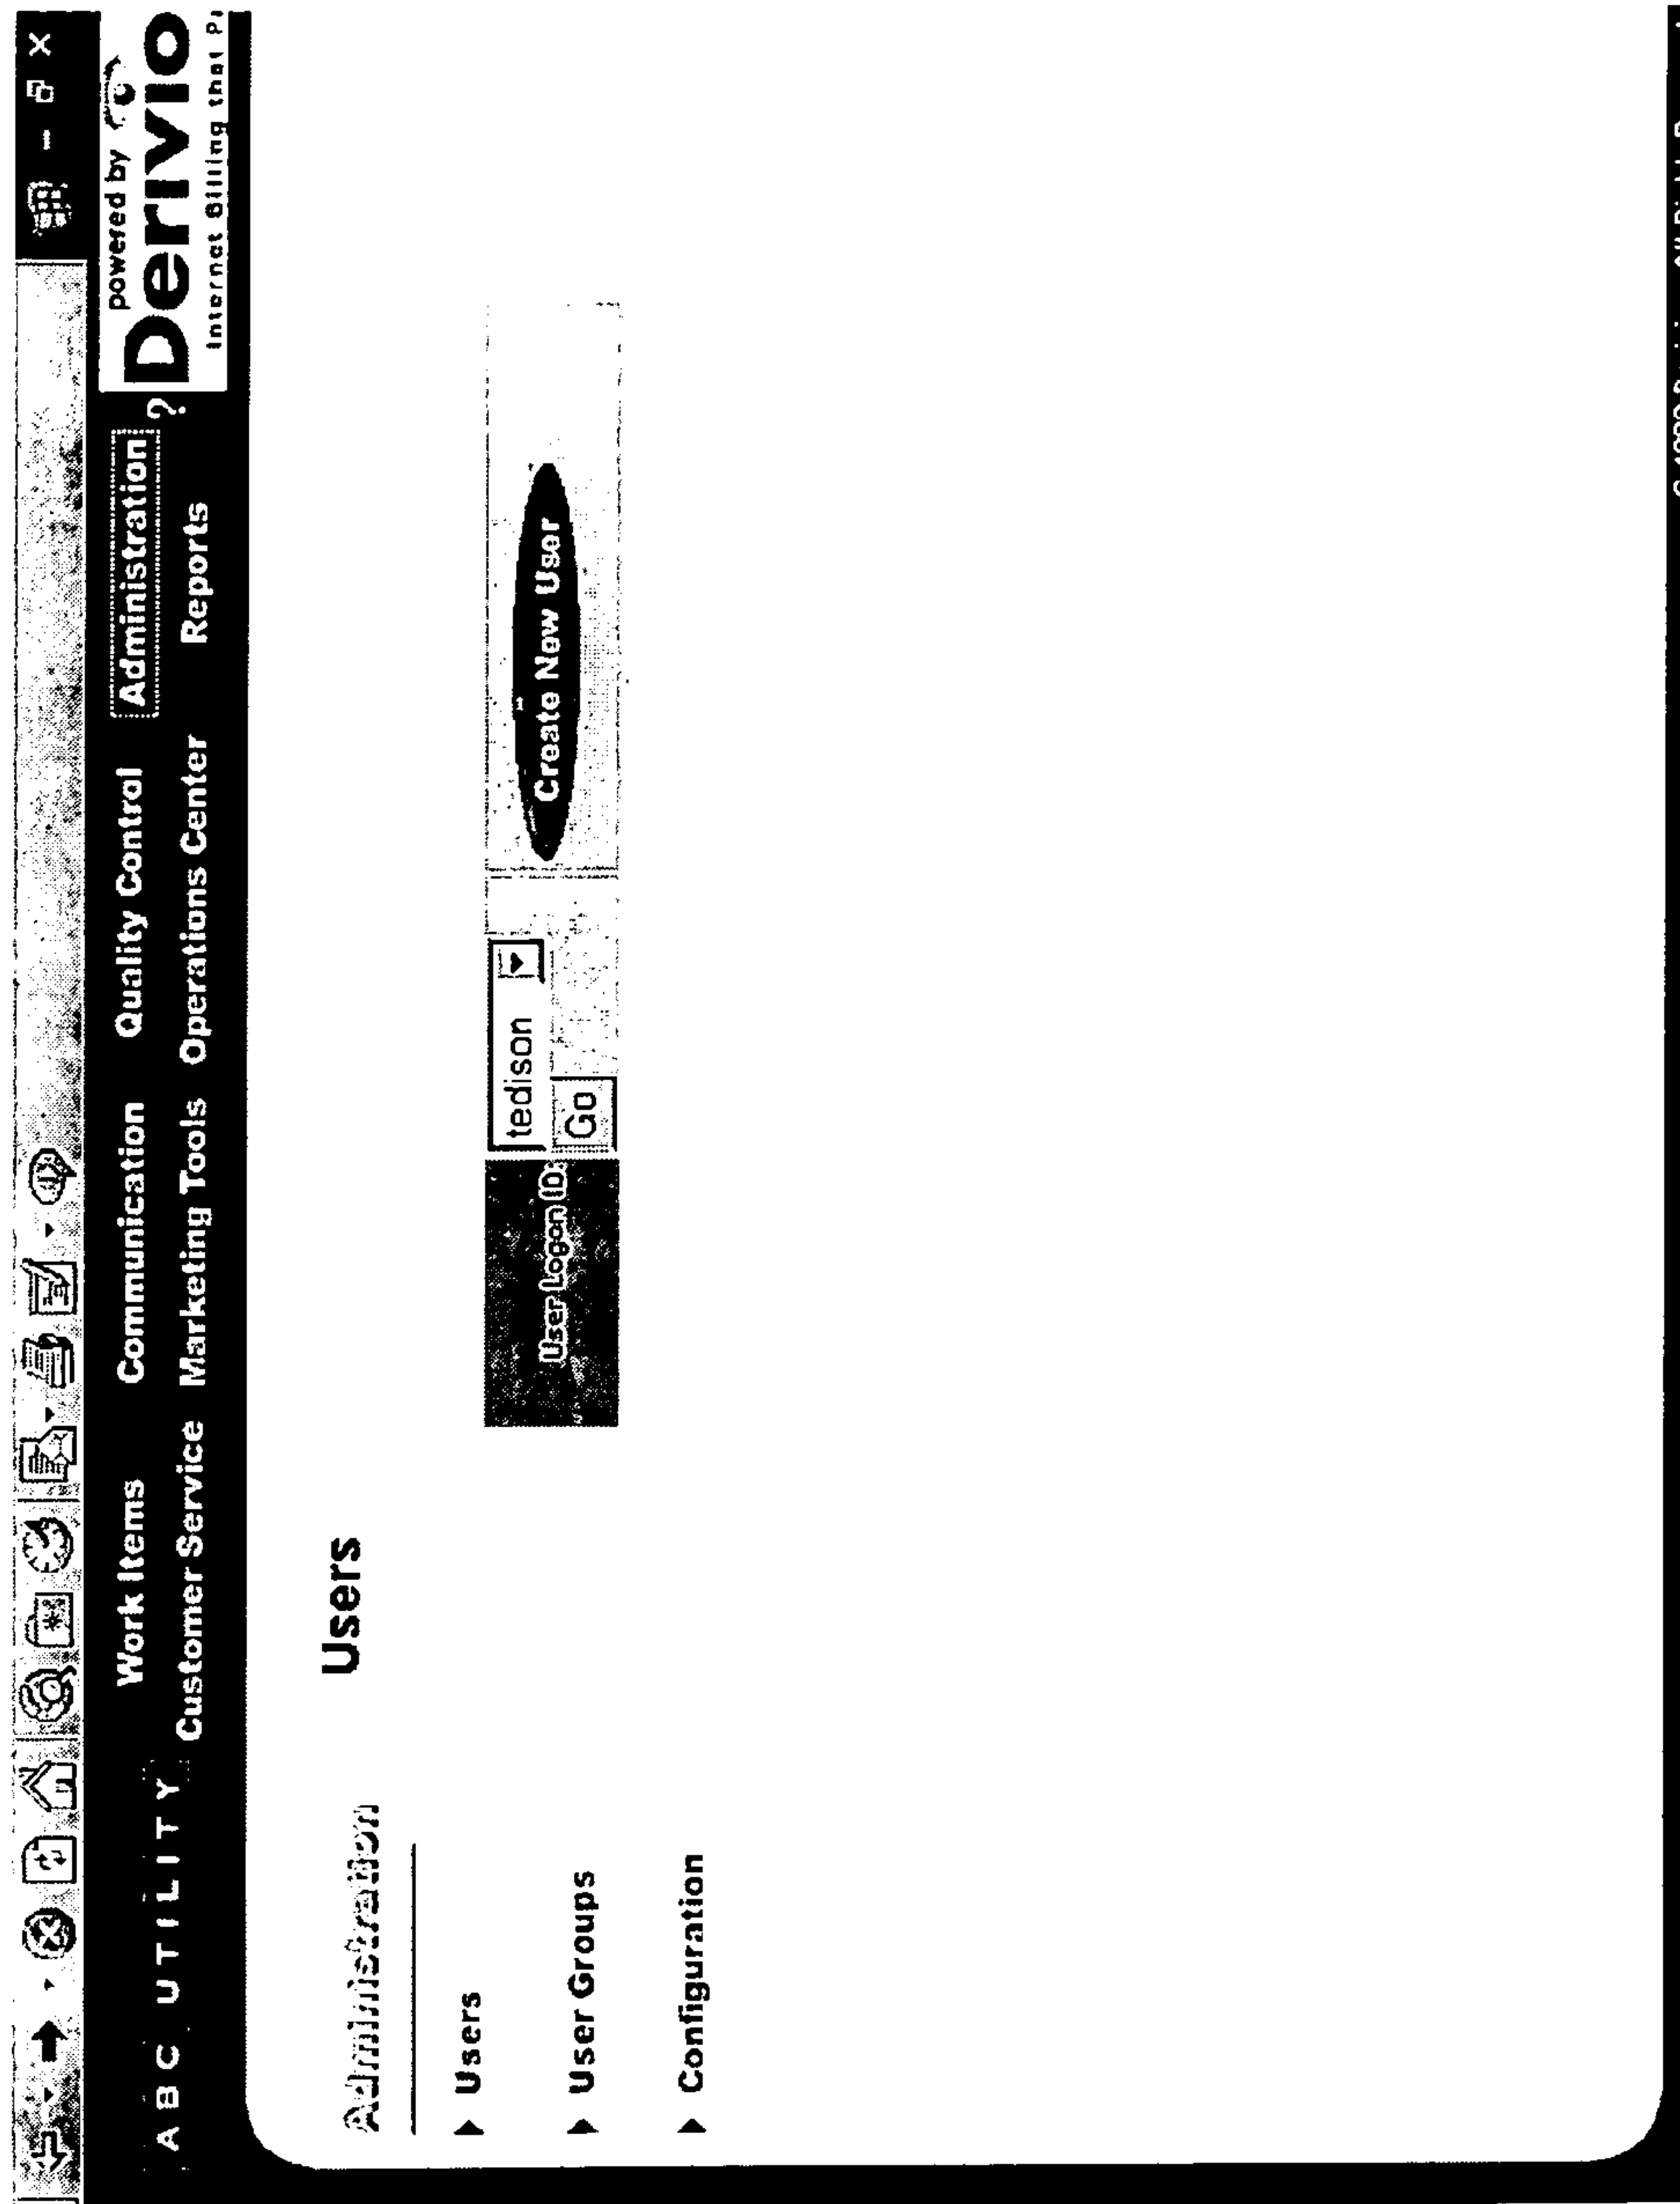 powered by
Derivio
Internet Billing that
ABC UTILITY
Work Items Communication Quality Control Administration
Customer Service Marketing Tools Operations Center Reports ?
Administration
Users
Users
User Groups
Configuration
User Logon ID:
tedison
Go
Create New User